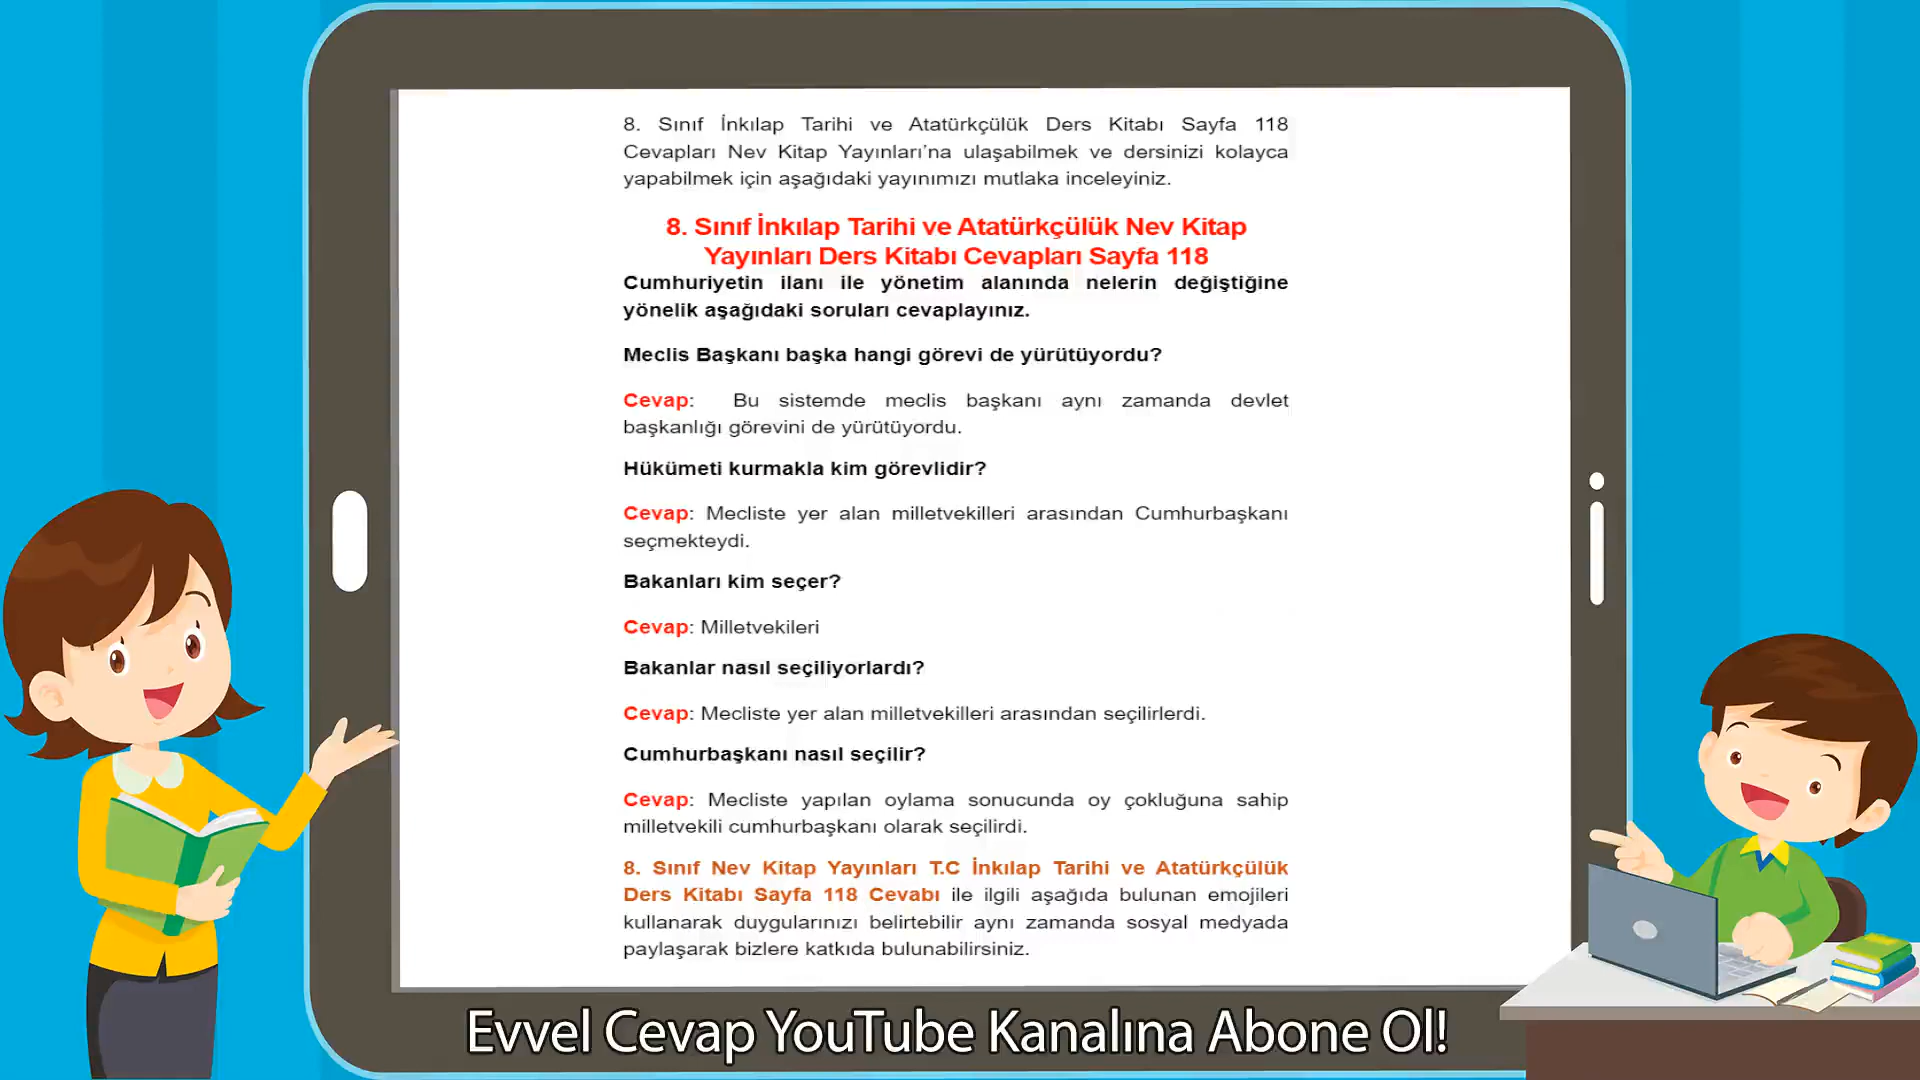 8. Sınıf İnkılap Tarihi ve Atatürkçülük Ders Kitabı Sayfa 118
Cevapları Nev Kitap Yayınları’na ulaşabilmek ve dersinizi kolayca
yapabilmek için aşağıdaki yayınımızı mutlaka inceleyiniz.
8. Sınıf İnkılap Tarihi ve Atatürkçülük Nev Kitap
Yayınları Ders Kitabı Cevapları Sayfa 118
Cumhuriyetin ilanı ile yönetim alanında nelerin değiştiğine
yönelik aşağıdaki soruları cevaplayınız.
Meclis Başkanı başka hangi görevi de yürütüyordu?
Cevap: Bu sistemde meclis başkanı aynı zamanda devlet
başkanlığı görevini de yürütüyordu.
Hükümeti kurmakla kim görevlidir?
Cevap: Mecliste yer alan milletvekilleri arasından Cumhurbaşkanı
seçmekteydi.
Bakanları kim seçer?
Cevap: Milletvekileri
Bakanlar nasıl seçiliyorlardı?
Cevap: Mecliste yer alan milletvekilleri arasından seçilirlerdi.
Cumhurbaşkanı nasıl seçilir?
Cevap: Mecliste yapılan oylama sonucunda oy çokluğuna sahip
milletvekili cumhurbaşkanı olarak seçilirdi.
8. Sınıf Nev Kitap Yayınları T.C İnkılap Tarihi ve Atatürkçülük
Ders Kitabı Sayfa 118 Cevabı ile ilgili aşağıda bulunan emojileri
kullanarak duygularınızı belirtebilir aynı zamanda sosyal medyada
paylaşarak bizlere katkıda bulunabilirsiniz.
Evvel Cevap YouTube Kanalına Abone Ol!